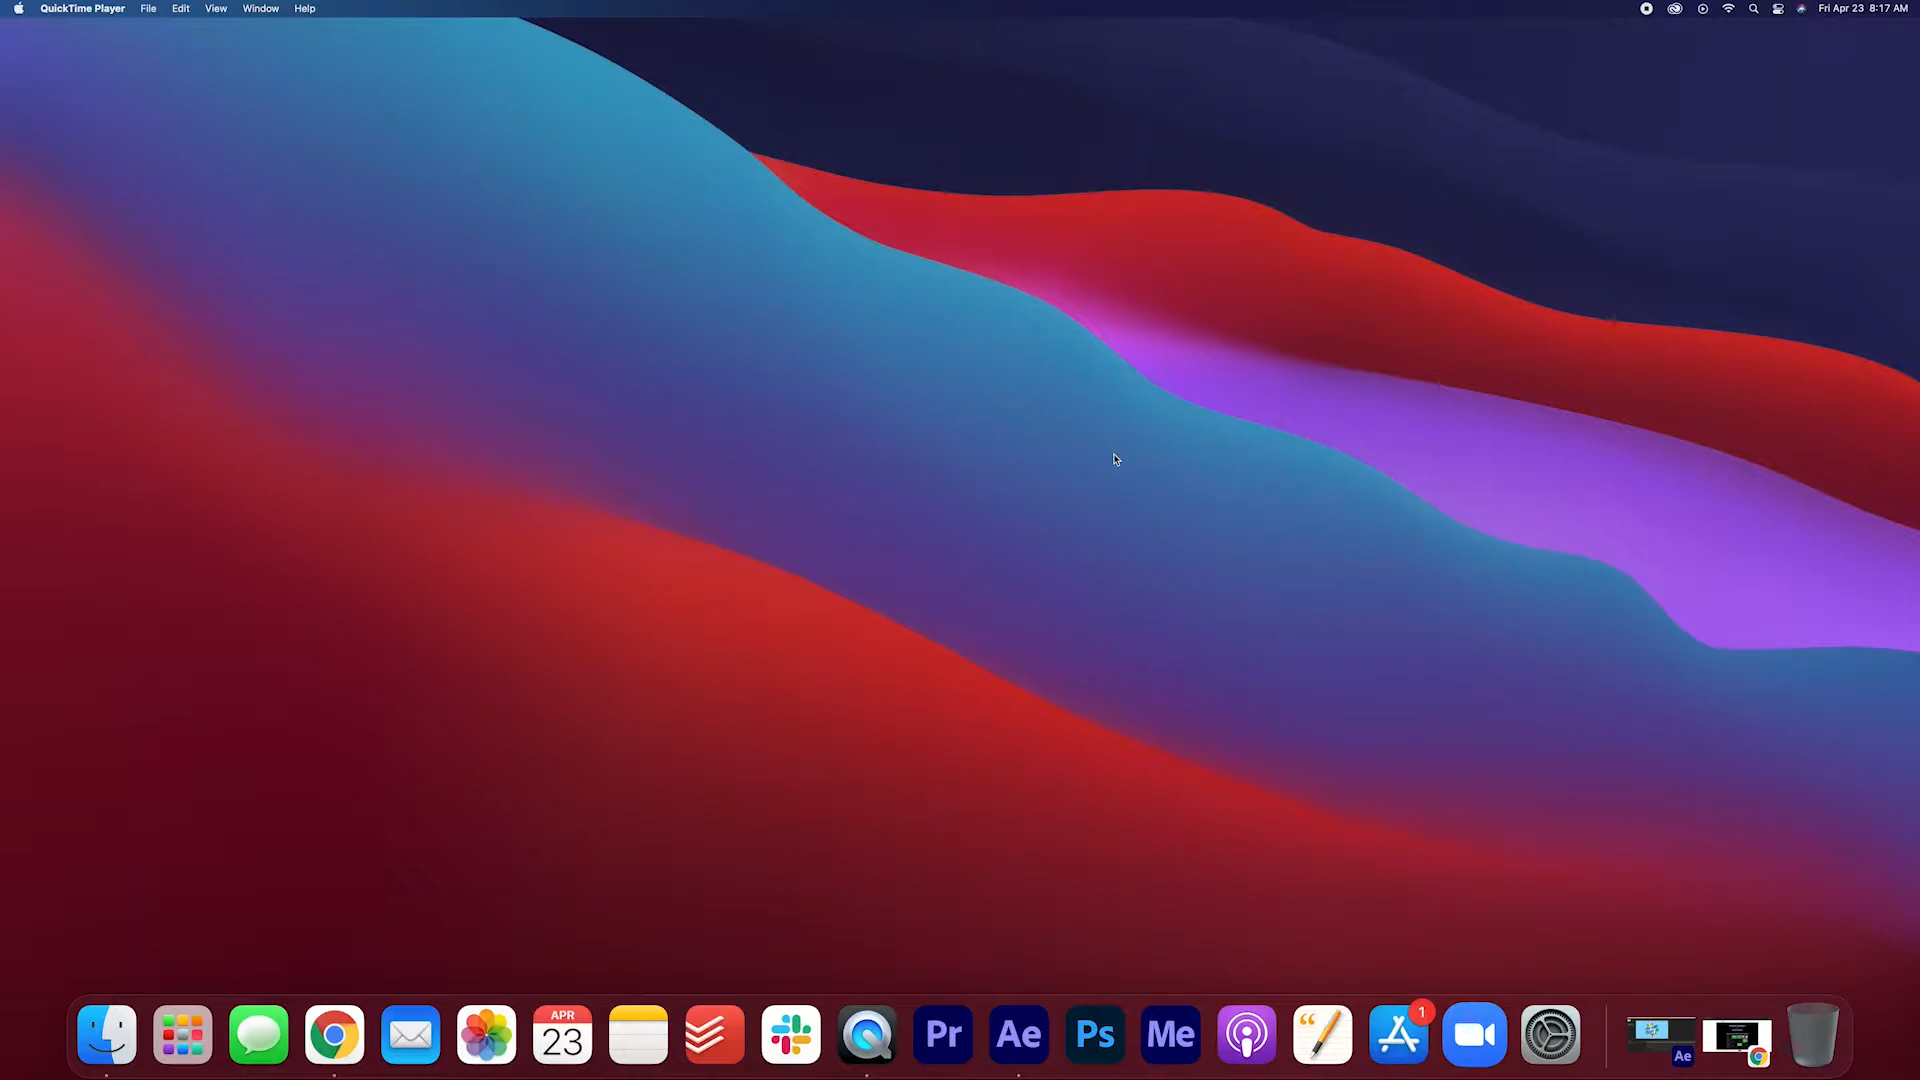 QuickTime Player File Edit View Window Help Fri Apr 23 8:17 AM
APR
23
Pr
Ae
Ps
Me
1
Ae